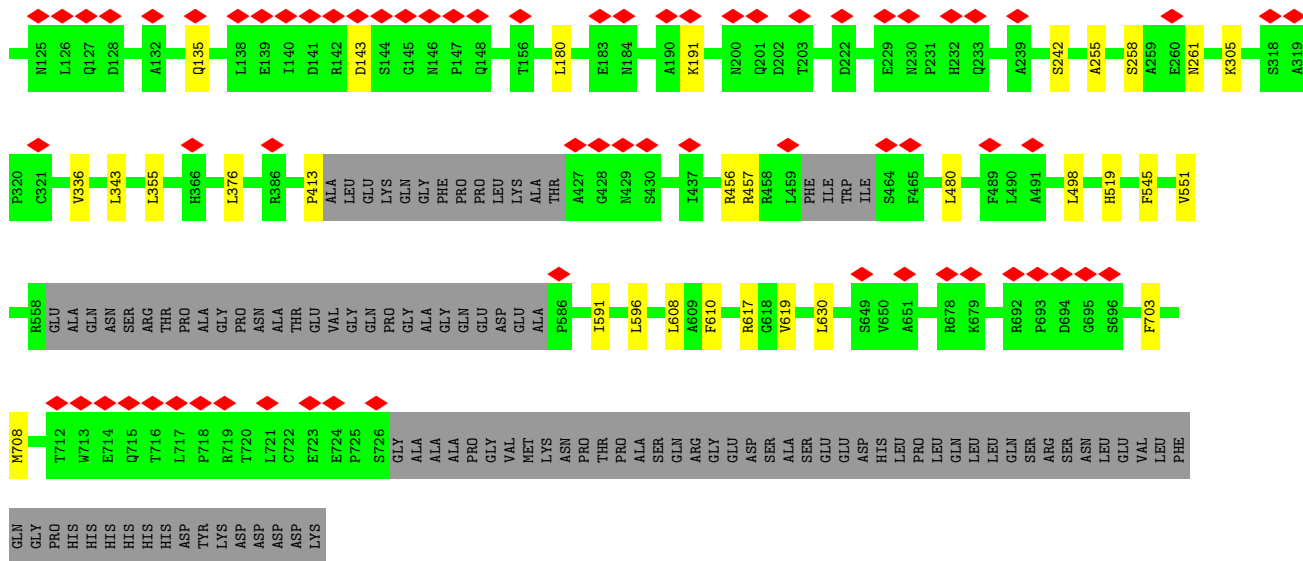 N125 L126 Q127 D128 A132 Q135 L138 E139 I140 D141 R142 D143 S144 G145 N146 P147 Q148 T156 L180 E183 N184 A190 K191 N200 Q201 D202 T203 D222 E229 N230 P231 H232 Q233 A239 S242 A255 S258 A259 E260 N261 K305 S318 A319
P320 C321 V336 L343 L355 H366 L376 R386 P413 ALA LEU GLU LYS GLN GLY PHE PRO PRO LEU LYS ALA THR A427 G428 N429 S430 I437 R456 R457 R458 L459 PHE ILE TRP ILE S464 F465 L480 F489 L490 A491 L498 H519 F545 V551
R558 GLU ALA GLN ASN SER ARG THR PRO ALA GLY PRO ASN ALA THR GLU VAL GLY GLN PRO GLY ALA GLY GLN GLU ASP GLU ALA P586 I591 L596 L608 A609 F610 R617 G618 V619 L630 S649 V650 A651 R678 K679 R692 P693 D694 G695 S696 F703
M708 T712 W713 E714 Q715 T716 L717 P718 R719 T720 L721 C722 E723 E724 P725 S726 GLY ALA ALA ALA PRO GLY VAL MET LYS ASN PRO THR PRO ALA SER GLN ARG GLY GLU ASP SER ALA SER GLU GLU ASP HIS LEU PRO LEU GLN LEU LEU GLN SER ARG SER ASN LEU GLU VAL LEU PHE
GLN GLY PRO HIS HIS HIS HIS HIS HIS ASP TYR LYS ASP ASP ASP ASP LYS